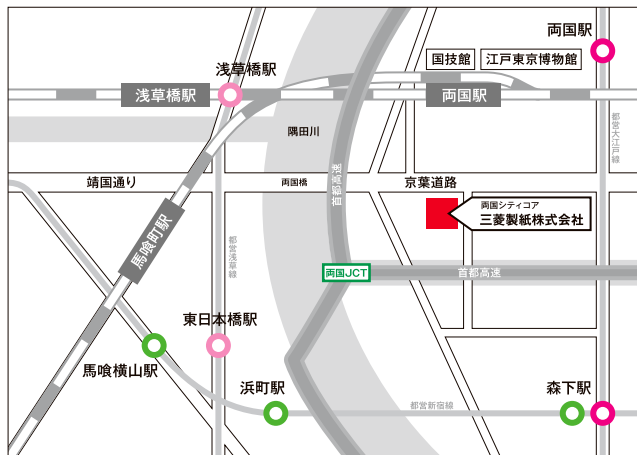 両国駅
国技館
江戸東京博物館
浅草橋駅
浅草橋駅
両国駅
隅田川
都営大江戸線
首都高速
靖国通り
両国橋
京葉道路
両国シティコア
三菱製紙株式会社
馬喰町駅
都営浅草線
両国JCT
首都高速
東日本橋駅
馬喰横山駅
浜町駅
森下駅
都営新宿線